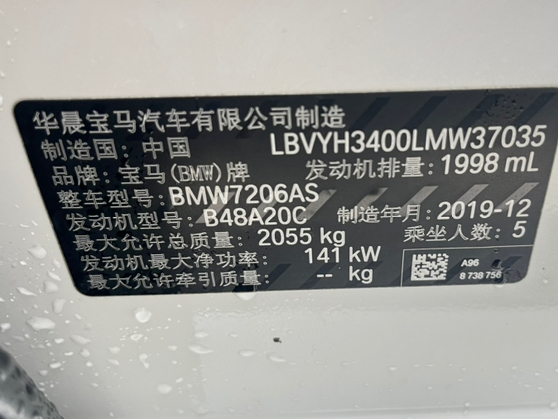 华晨宝马汽车有限公司制造
制造国: 中国 LBVYH3400LMW37035
品牌: 宝马(BMW)牌 发动机排量: 1998 mL
整车型号: BMW7206AS
发动机型号: B48A20C 制造年月: 2019-12
最大允许总质量: 2055 kg 乘坐人数: 5
发动机最大净功率: 141 kW
最大允许牵引质量: -- kg
A96
8 738 756